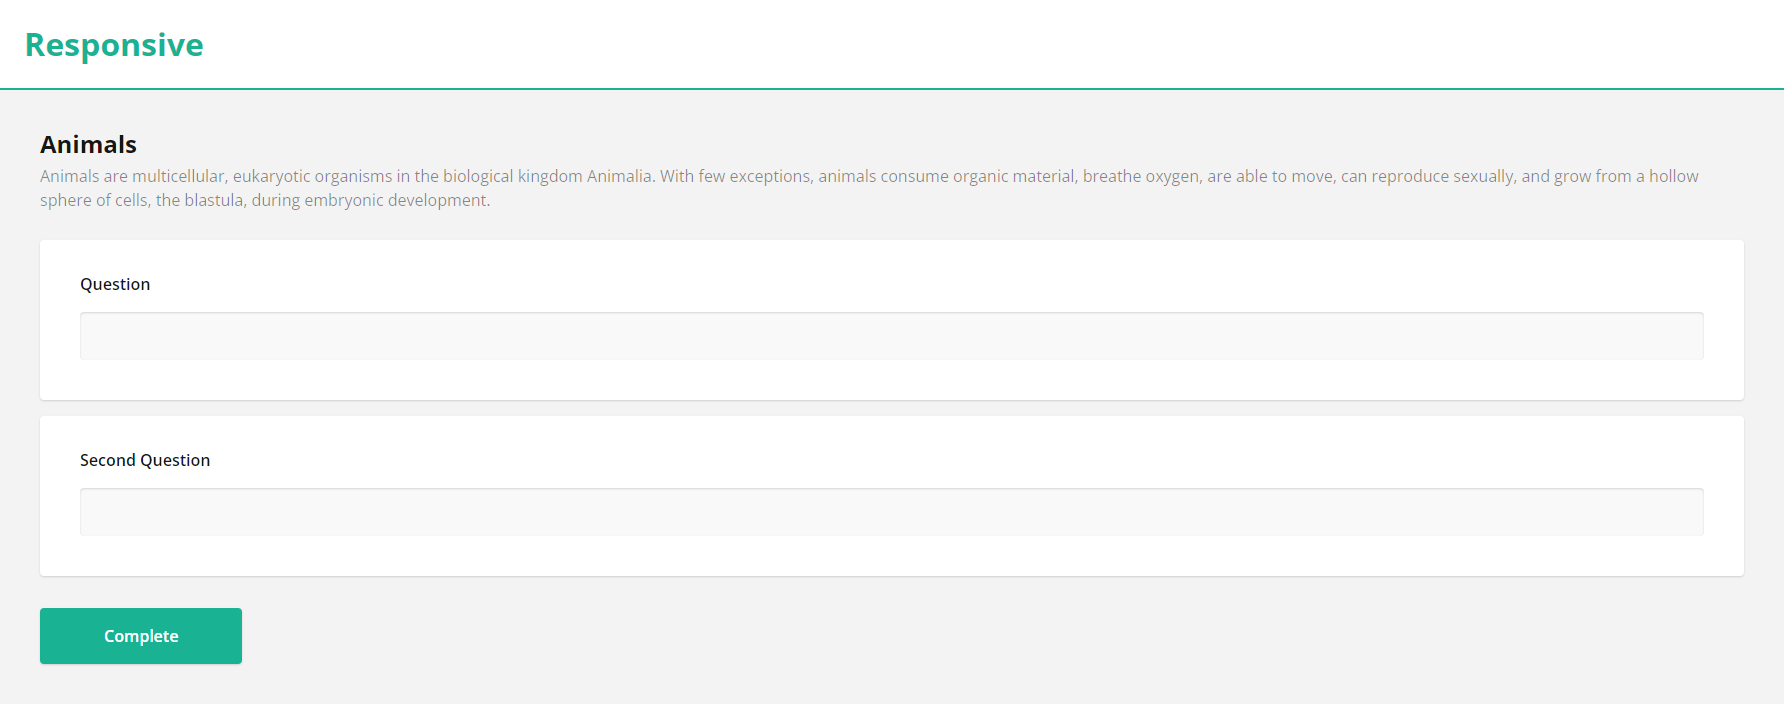 Responsive
Animals
Animals are multicellular, eukaryotic organisms in the biological kingdom Animalia. With few exceptions, animals consume organic material, breathe oxygen, are able to move, can reproduce sexually, and grow from a hollow
sphere of cells, the blastula, during embryonic development.
Question
Second Question
Complete